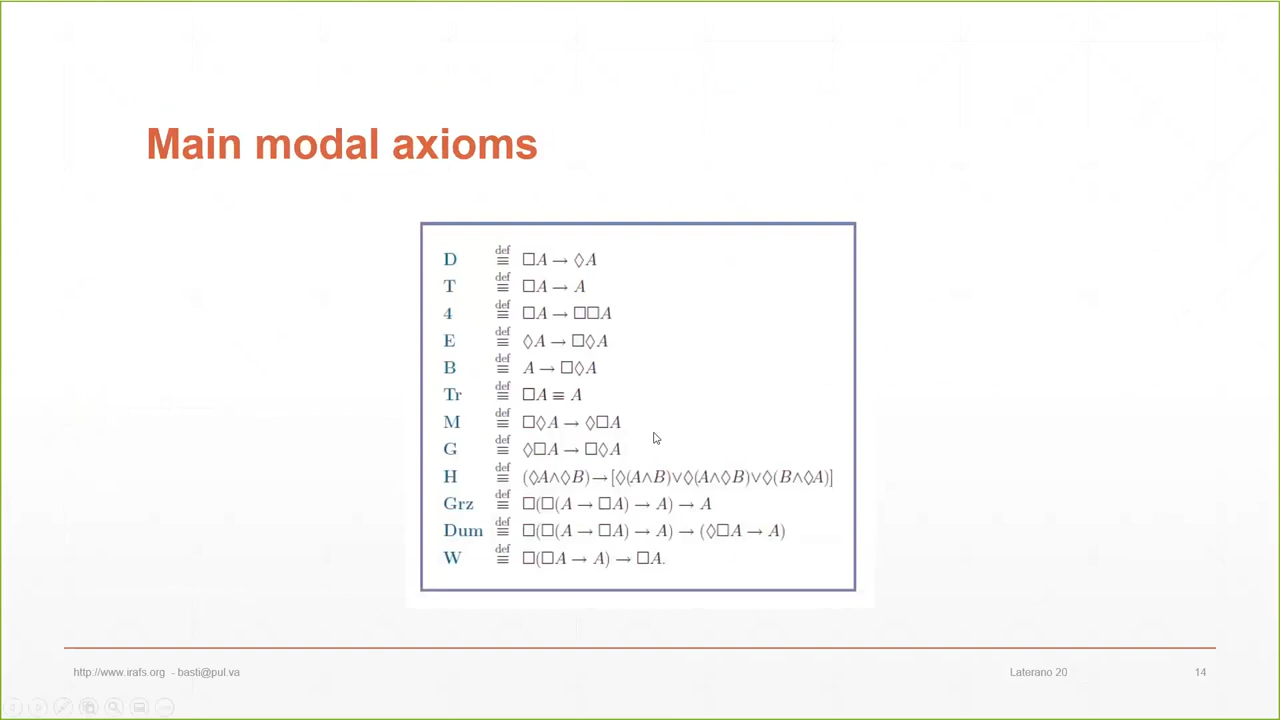 Main modal axioms
D ≝ □A → ◊A
T ≝ □A → A
4 ≝ □A → □□A
E ≝ ◊A → □◊A
B ≝ A → □◊A
Tr ≝ □A ≡ A
M ≝ □◊A → ◊□A
G ≝ ◊□A → □◊A
H ≝ (◊A∧◊B)→[◊(A∧B)∨◊(A∧◊B)∨◊(B∧◊A)]
Grz ≝ □(□(A → □A) → A) → A
Dum ≝ □(□(A → □A) → A) → (◊□A → A)
W ≝ □(□A → A) → □A.
http://www.irafs.org - basti@pul.va Laterano 20 14